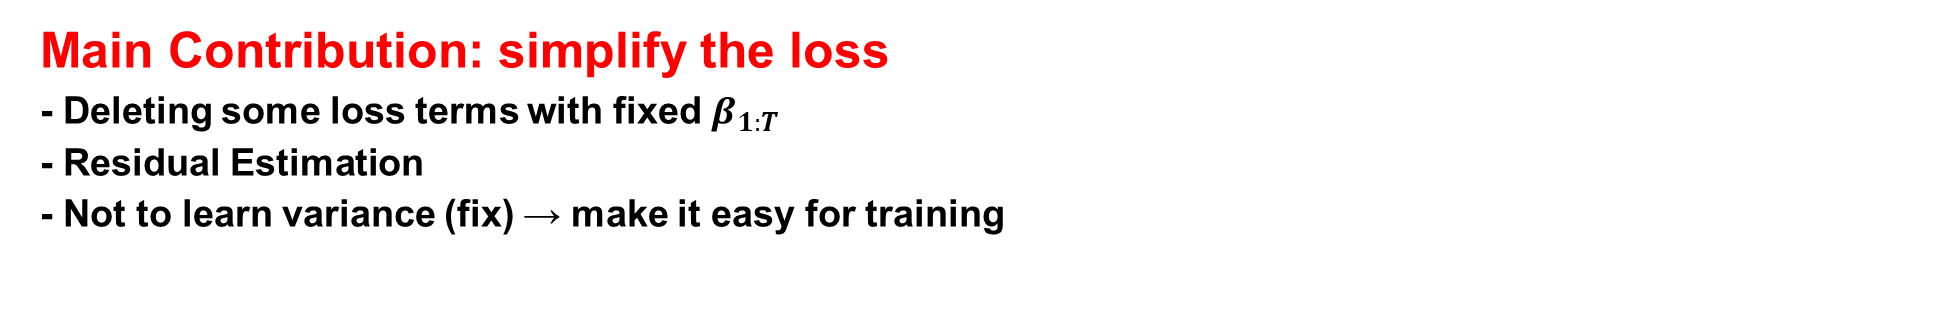 Main Contribution: simplify the loss
- Deleting some loss terms with fixed 𝜷₁:𝑻
- Residual Estimation
- Not to learn variance (fix) → make it easy for training